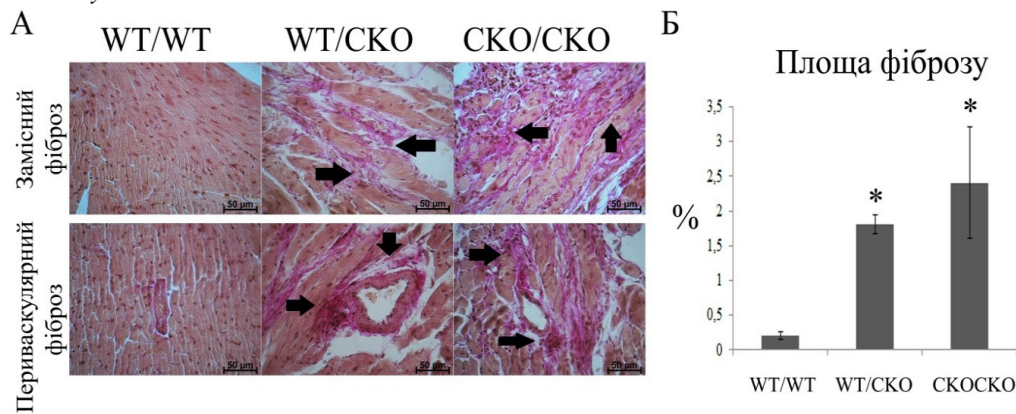 А
WT/WT
WT/CKO
CKO/CKO
Замісний
фіброз
50 µm
50 µm
50 µm
Периваскулярний
фіброз
50 µm
50 µm
50 µm
Б
Площа фіброзу
%
3,5
3
2,5
2
1,5
1
0,5
0
*
*
WT/WT
WT/CKO
CKOCKO